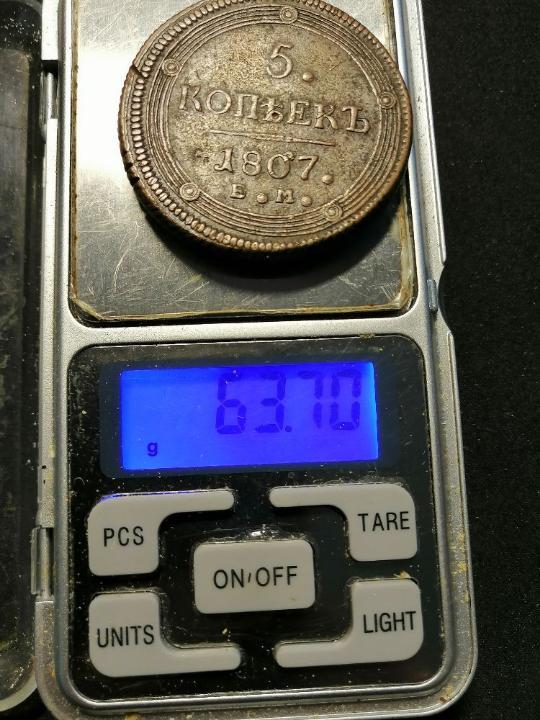 5.
КОПѢЕКЪ
1807.
Е.М.
63.70
g
PCS
TARE
ON/OFF
UNITS
LIGHT